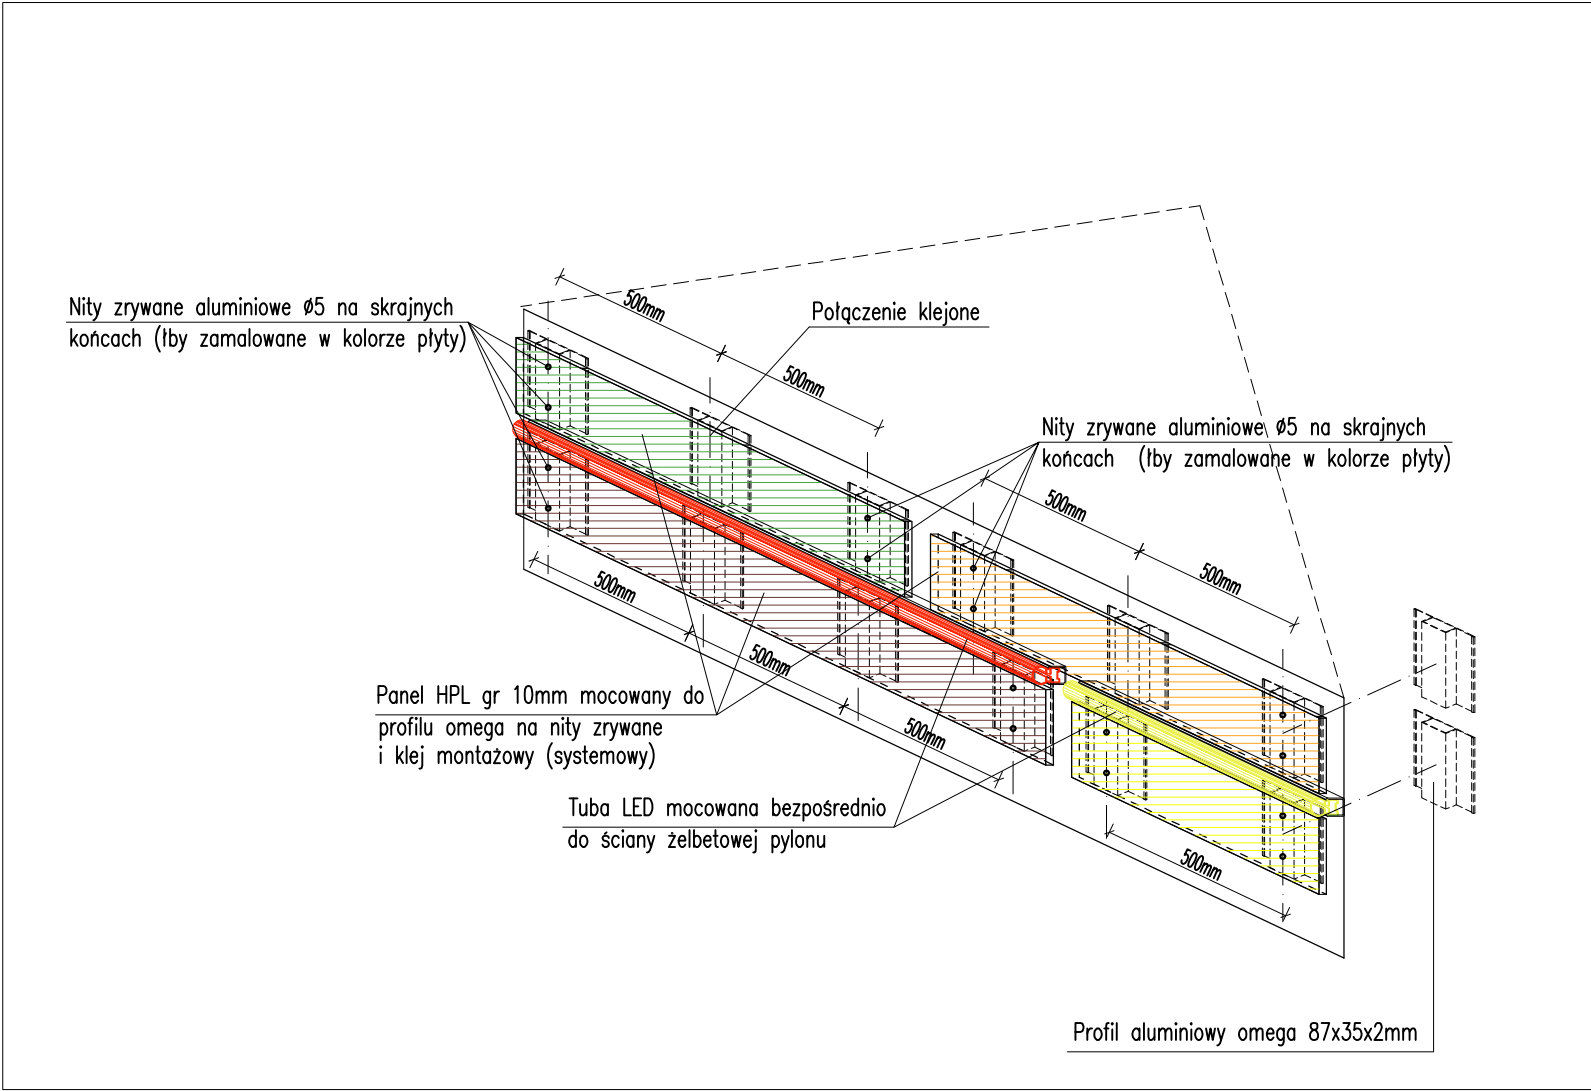 500mm
Nity zrywane aluminiowe ø5 na skrajnych
końcach (łby zamalowane w kolorze płyty)
Połączenie klejone
500mm
Nity zrywane aluminiowe ø5 na skrajnych
końcach (łby zamalowane w kolorze płyty)
500mm
500mm
500mm
500mm
Panel HPL gr 10mm mocowany do
profilu omega na nity zrywane
i klej montażowy (systemowy)
500mm
Tuba LED mocowana bezpośrednio
do ściany żelbetowej pylonu
500mm
Profil aluminiowy omega 87x35x2mm